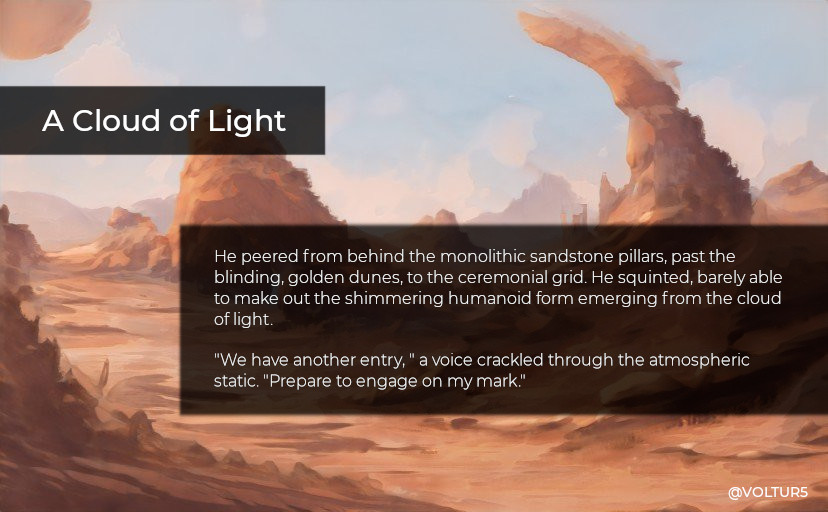 A Cloud of Light
He peered from behind the monolithic sandstone pillars, past the
blinding, golden dunes, to the ceremonial grid. He squinted, barely able
to make out the shimmering humanoid form emerging from the cloud
of light.
"We have another entry, " a voice crackled through the atmospheric
static. "Prepare to engage on my mark."
@VOLTUR5